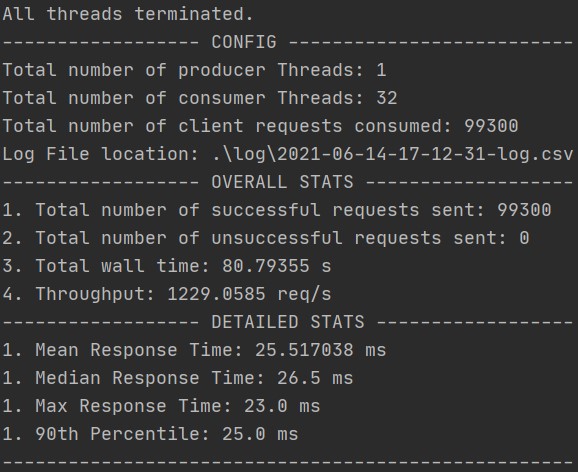 All threads terminated.
------------------ CONFIG --------------------------
Total number of producer Threads: 1
Total number of consumer Threads: 32
Total number of client requests consumed: 99300
Log File location: .\log\2021-06-14-17-12-31-log.csv
------------------ OVERALL STATS -------------------
1. Total number of successful requests sent: 99300
2. Total number of unsuccessful requests sent: 0
3. Total wall time: 80.79355 s
4. Throughput: 1229.0585 req/s
------------------ DETAILED STATS ------------------
1. Mean Response Time: 25.517038 ms
1. Median Response Time: 26.5 ms
1. Max Response Time: 23.0 ms
1. 90th Percentile: 25.0 ms
----------------------------------------------------